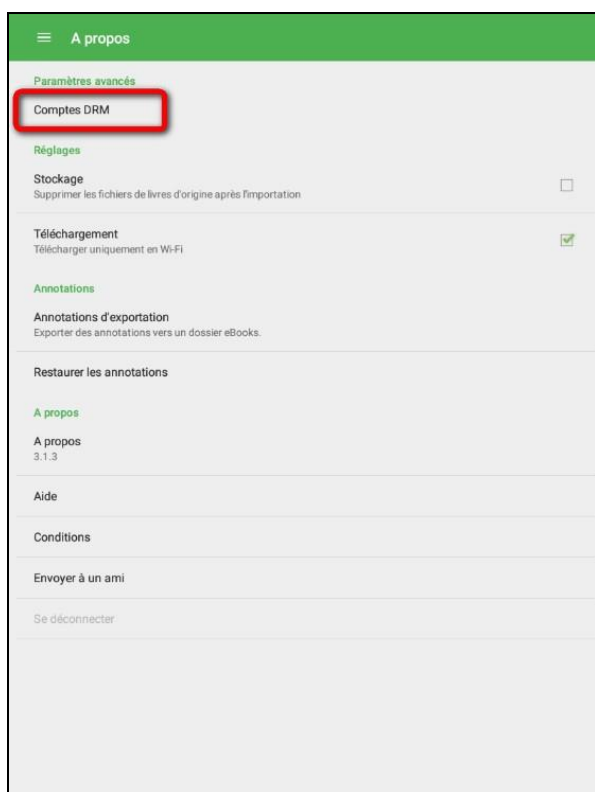 A propos
Paramètres avancés
Comptes DRM
Réglages
Stockage
Supprimer les fichiers de livres d'origine après l'importation
Téléchargement
Télécharger uniquement en Wi-Fi
Annotations
Annotations d'exportation
Exporter des annotations vers un dossier eBooks.
Restaurer les annotations
A propos
A propos
3.1.3
Aide
Conditions
Envoyer à un ami
Se déconnecter